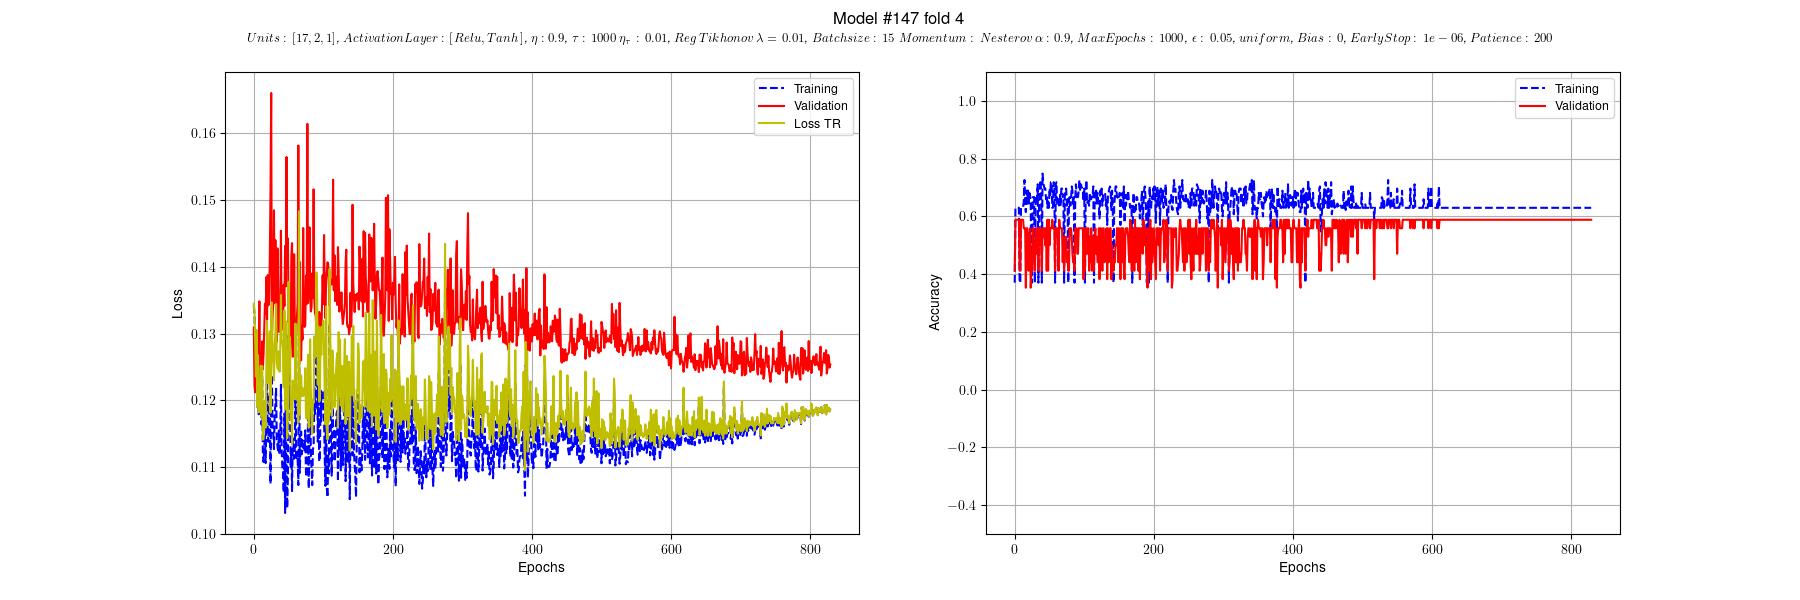 Model #147 fold 4
Units : [17, 2, 1], ActivationLayer : [Relu, Tanh], η : 0.9, τ : 1000 η_τ : 0.01, Reg Tikhonov λ = 0.01, Batchsize : 15 Momentum : Nesterov α : 0.9, MaxEpochs : 1000, ϵ : 0.05, uniform, Bias : 0, EarlyStop : 1e − 06, Patience : 200
Training
Validation
Loss TR
0.16
0.15
0.14
0.13
0.12
0.11
0.10
Loss
0 200 400 600 800
Epochs
Training
Validation
1.0
0.8
0.6
0.4
0.2
0.0
−0.2
−0.4
Accuracy
0 200 400 600 800
Epochs